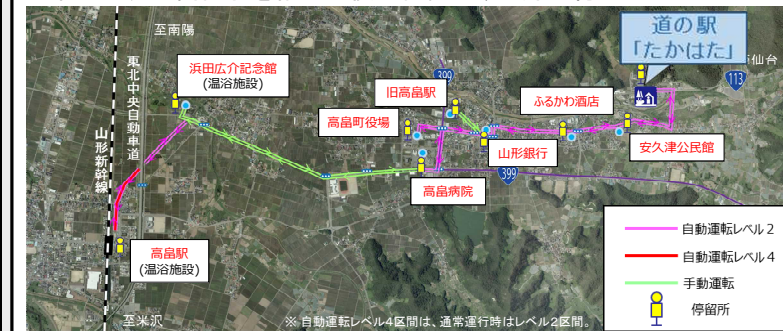 至南陽
浜田広介記念館
(温浴施設)
東北中央自動車道
山形新幹線
399
旧高畠駅
高畠町役場
山形銀行
高畠病院
399
ふるかわ酒店
安久津公民館
道の駅
「たかはた」
仙台
113
高畠駅
(温浴施設)
至米沢
自動運転レベル2
自動運転レベル4
手動運転
停留所
※自動運転レベル4区間は、通常運行時はレベル2区間。